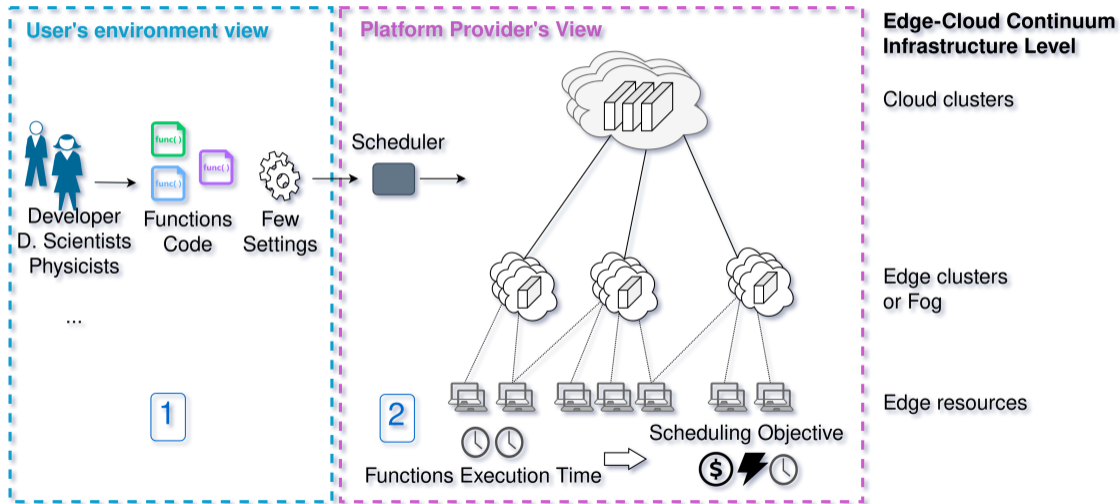 User's environment view
Platform Provider's View
Edge-Cloud Continuum
Infrastructure Level
Cloud clusters
func( )
func( )
func( )
Scheduler
Developer
D. Scientists
Physicists
...
Functions
Code
Few
Settings
Edge clusters
or Fog
Edge resources
1
2
Functions Execution Time
Scheduling Objective
$